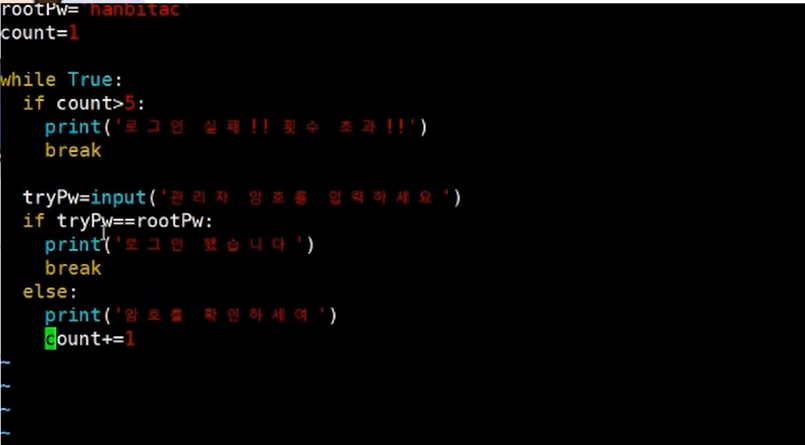 rootPw='hanbitac'
count=1
while True:
  if count>5:
    print('로그인 실패!! 횟수 초과!!')
    break
  tryPw=input('관리자 암호를 입력하세요')
  if tryPw==rootPw:
    print('로그인 됐습니다')
    break
  else:
    print('암호를 확인하세여')
    count+=1
~
~
~
~